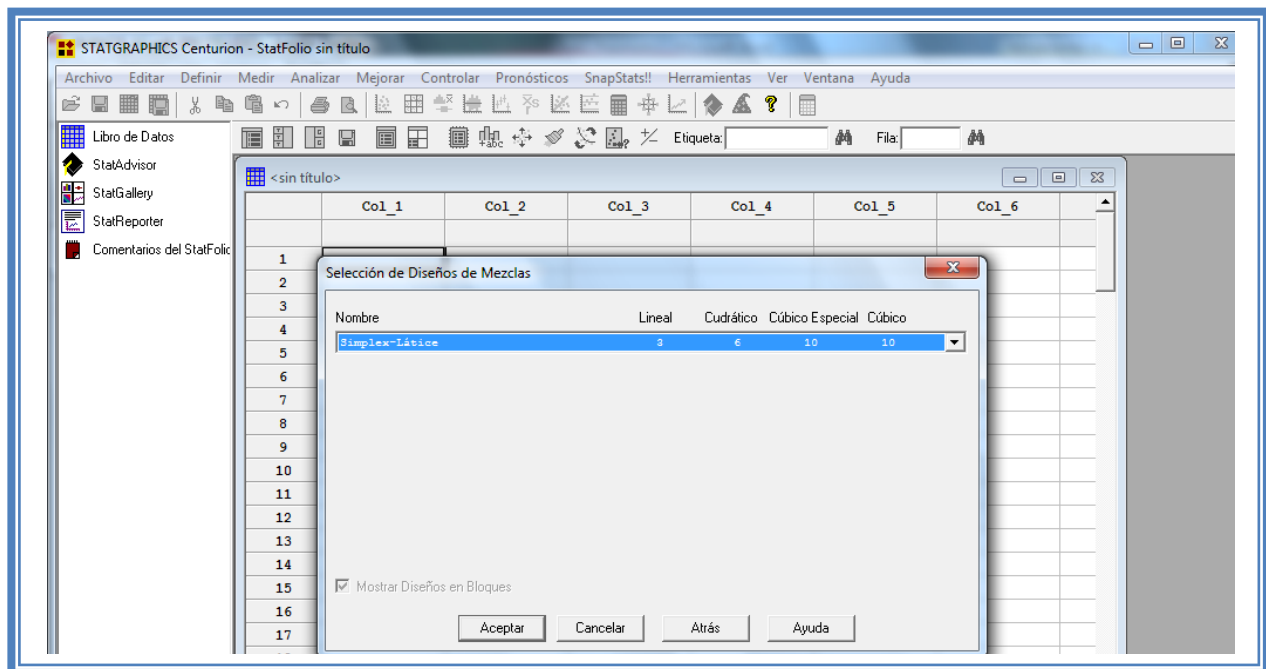 STATGRAPHICS Centurion - StatFolio sin título
Archivo Editar Definir Medir Analizar Mejorar Controlar Pronósticos SnapStats!! Herramientas Ver Ventana Ayuda
Libro de Datos
Etiqueta: Fila:
StatAdvisor
StatGallery
StatReporter
Comentarios del StatFolic
<sin título>
Col_1 Col_2 Col_3 Col_4 Col_5 Col_6
1
2
3
4
5
6
7
8
9
10
11
12
13
14
15
16
17
Selección de Diseños de Mezclas
Nombre Lineal Cudrático Cúbico Especial Cúbico
Simplex-Látice 3 6 10 10
Mostrar Diseños en Bloques
Aceptar Cancelar Atrás Ayuda